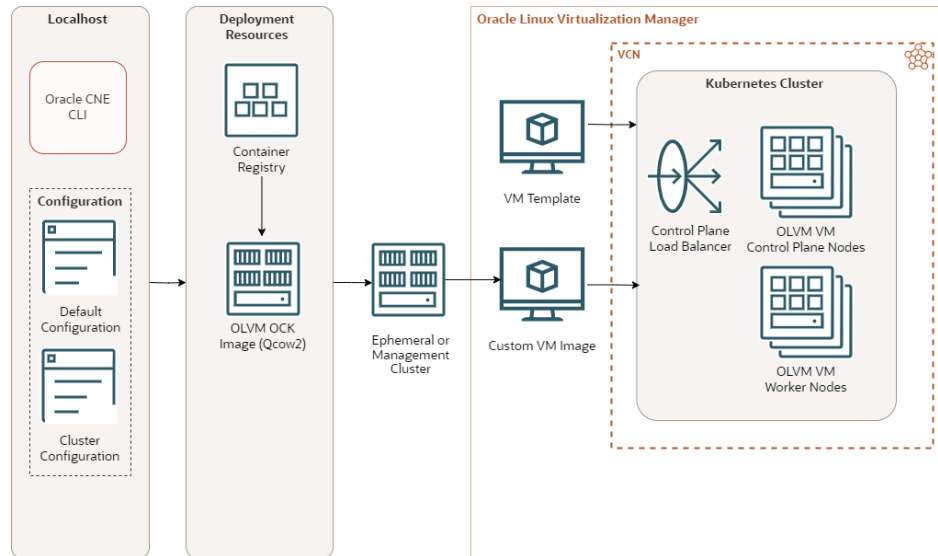 Localhost
Oracle CNE
CLI
Configuration
Default
Configuration
Cluster
Configuration
Deployment
Resources
Container
Registry
OLVM OCK
Image (Qcow2)
Ephemeral or
Management
Cluster
Oracle Linux Virtualization Manager
VM Template
Custom VM Image
VCN
Kubernetes Cluster
Control Plane
Load Balancer
OLVM VM
Control Plane Nodes
OLVM VM
Worker Nodes